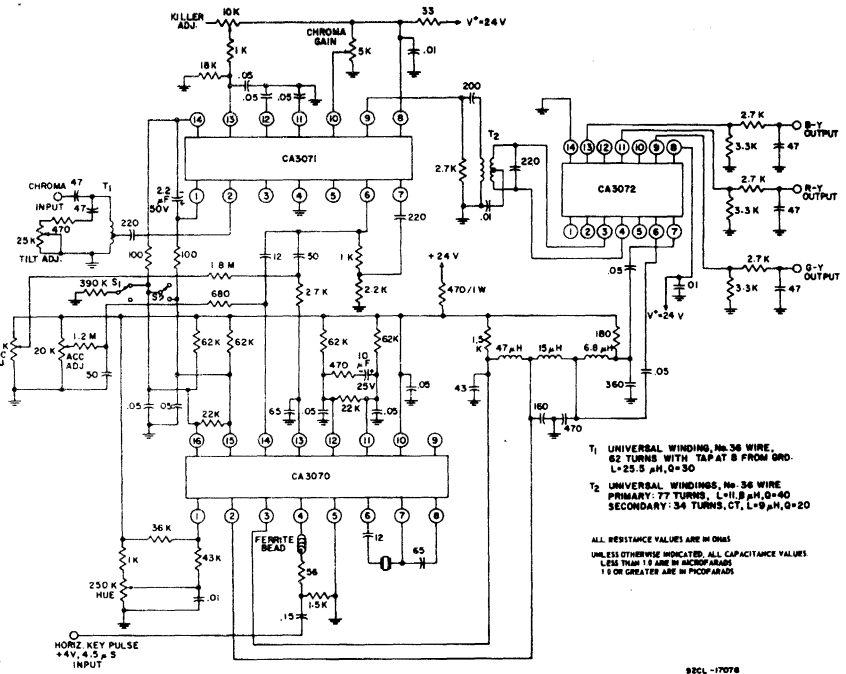 KILLER ADJ.
10K
33
V⁺=24V
CHROMA GAIN
1K
5K
.01
18K
.05
.05
.05
14 13 12 11 10 9 8
CA3071
1 2 3 4 5 6 7
200
T2
2.7K
220
.01
14 13 12 11 10 9 8
CA3072
1 2 3 4 5 6 7
2.7K
B-Y OUTPUT
3.3K
47
2.7K
R-Y OUTPUT
3.3K
47
2.7K
G-Y OUTPUT
3.3K
47
.05
.01
V⁺=24V
2.2 µF 50V
CHROMA INPUT
47
T1
47
470
25K
TILT ADJ.
220
100
100
220
12
50
1K
2.2K
+24V
470/1W
1.8 M
390K
S1
680
2.7K
K
20K
1.2 M
ACC ADJ
50
62K
62K
62K
62K
470
10 µF 25V
22K
.05
.05
22K
65
.05
.05
.05
1.5 K
47µH
15µH
6.8µH
180
43
160
470
360
.05
16 15 14 13 12 11 10 9
CA3070
1 2 3 4 5 6 7 8
36K
1K
43K
250K HUE
.01
FERRITE BEAD
56
1.5K
.15
12
65
HORIZ. KEY PULSE
+4V, 4.5µS
INPUT
T1 UNIVERSAL WINDING, No.36 WIRE,
62 TURNS WITH TAP AT 8 FROM GRD.
L=25.5 µH, Q=30
T2 UNIVERSAL WINDINGS, No.36 WIRE
PRIMARY: 77 TURNS, L=11.8µH, Q=40
SECONDARY: 34 TURNS, CT, L=9µH, Q=20
ALL RESISTANCE VALUES ARE IN OHMS
UNLESS OTHERWISE INDICATED, ALL CAPACITANCE VALUES
LESS THAN 1.0 ARE IN MICROFARADS
1.0 OR GREATER ARE IN PICOFARADS
92CL-17076